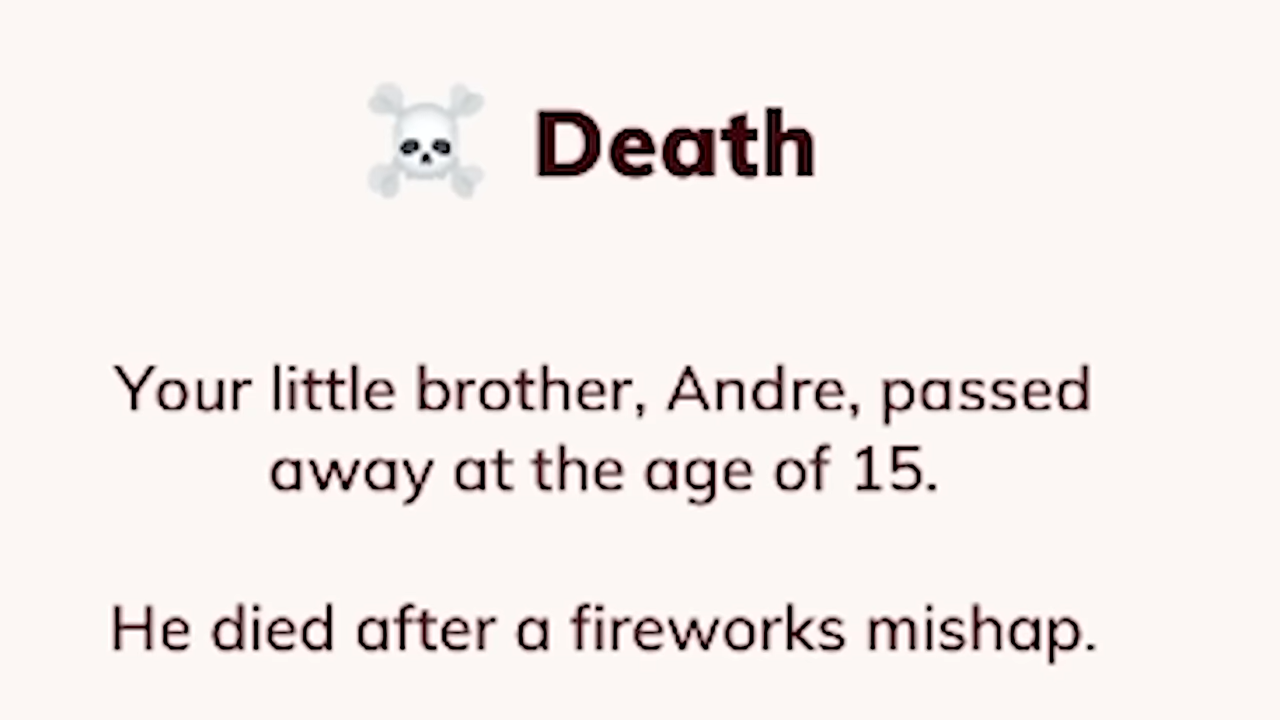 ☠️ Death
Your little brother, Andre, passed
away at the age of 15.
He died after a fireworks mishap.